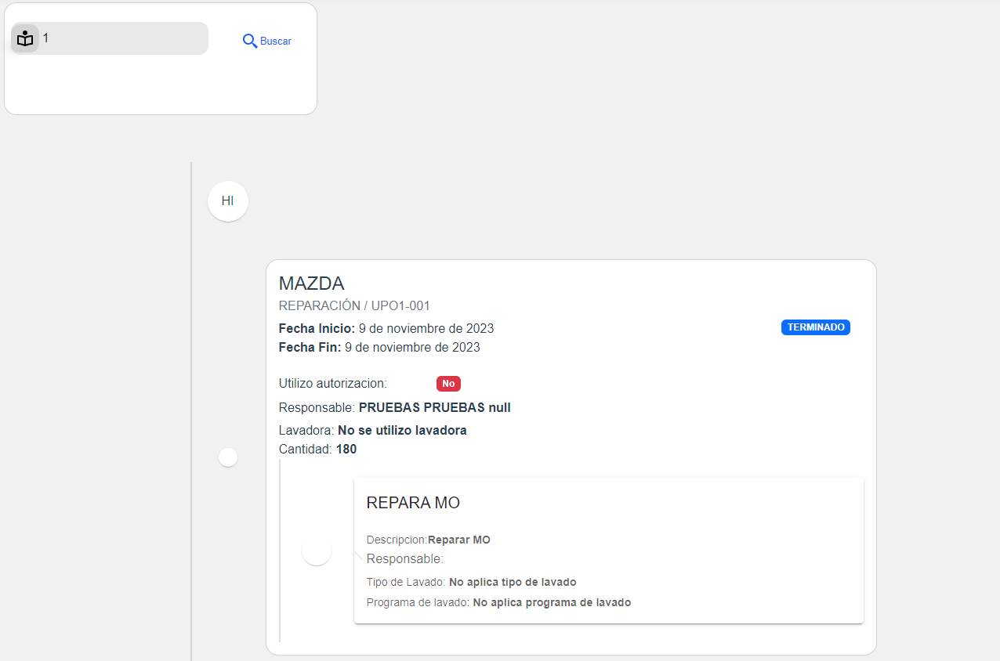 1
Buscar
HI
MAZDA
REPARACIÓN / UPO1-001
Fecha Inicio: 9 de noviembre de 2023
TERMINADO
Fecha Fin: 9 de noviembre de 2023
Utilizo autorizacion: No
Responsable: PRUEBAS PRUEBAS null
Lavadora: No se utilizo lavadora
Cantidad: 180
REPARA MO
Descripcion:Reparar MO
Responsable:
Tipo de Lavado: No aplica tipo de lavado
Programa de lavado: No aplica programa de lavado